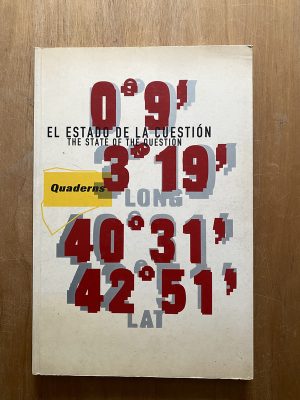 0°9'
EL ESTADO DE LA CUESTIÓN
THE STATE OF THE QUESTION
3°19'
Quaderns
LONG
40°31'
42°51'
LAT